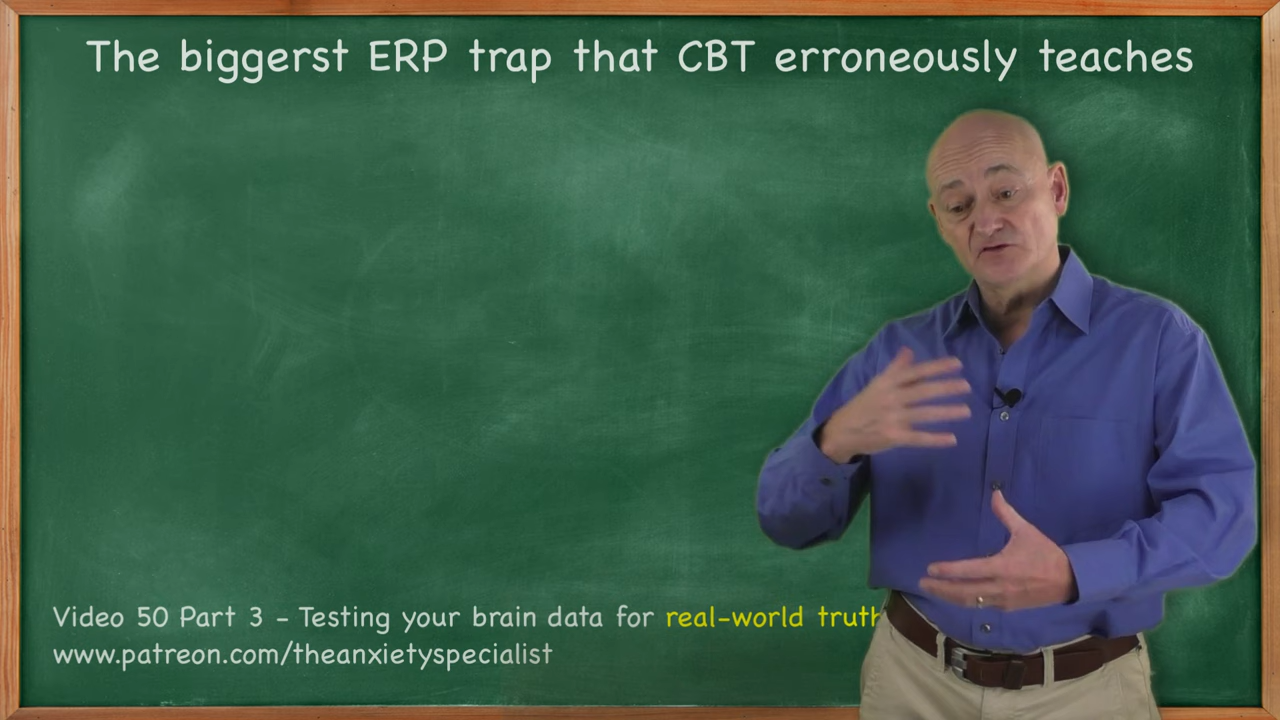 The biggerst ERP trap that CBT erroneously teaches
Video 50 Part 3 - Testing your brain data for real-world truth
www.patreon.com/theanxietyspecialist